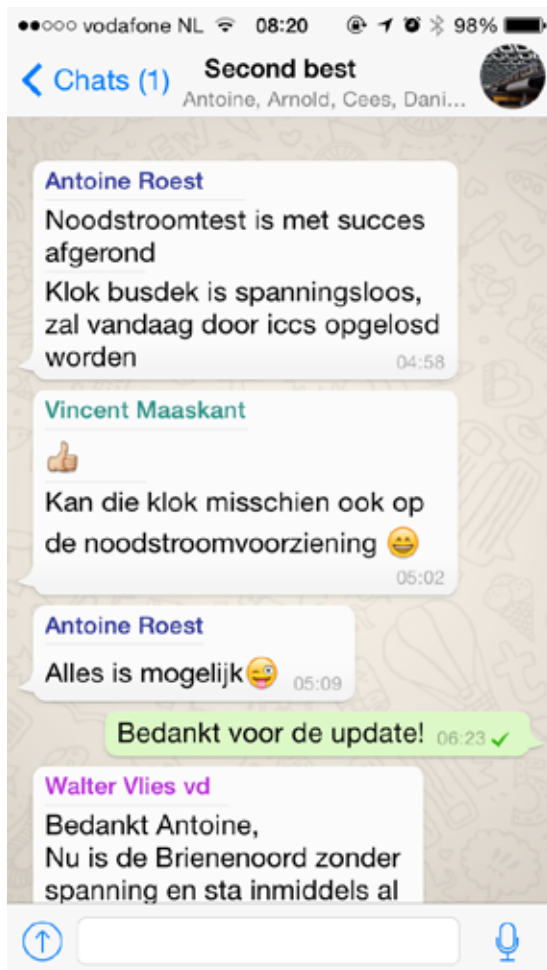 vodafone NL 08:20 98%
Chats (1) Second best
Antoine, Arnold, Cees, Dani...
Antoine Roest
Noodstroomtest is met succes
afgerond
Klok busdek is spanningsloos,
zal vandaag door iccs opgelosd
worden 04:58
Vincent Maaskant
👍
Kan die klok misschien ook op
de noodstroomvoorziening 😄
05:02
Antoine Roest
Alles is mogelijk😜 05:09
Bedankt voor de update! 06:23
Walter Vlies vd
Bedankt Antoine,
Nu is de Brienenoord zonder
spanning en sta inmiddels al